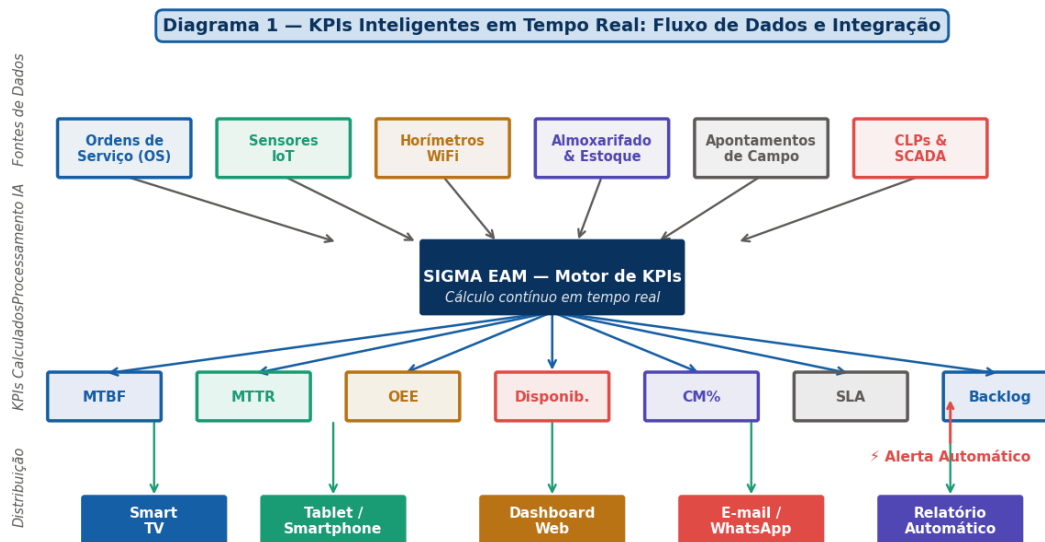 Diagrama 1 — KPIs Inteligentes em Tempo Real: Fluxo de Dados e Integração
Fontes de Dados
Ordens de
Serviço (OS)
Sensores
IoT
Horímetros
WiFi
Almoxarifado
& Estoque
Apontamentos
de Campo
CLPs &
SCADA
Processamento IA
SIGMA EAM — Motor de KPIs
Cálculo contínuo em tempo real
KPIs Calculados
MTBF
MTTR
OEE
Disponib.
CM%
SLA
Backlog
⚡ Alerta Automático
Distribuição
Smart
TV
Tablet /
Smartphone
Dashboard
Web
E-mail /
WhatsApp
Relatório
Automático